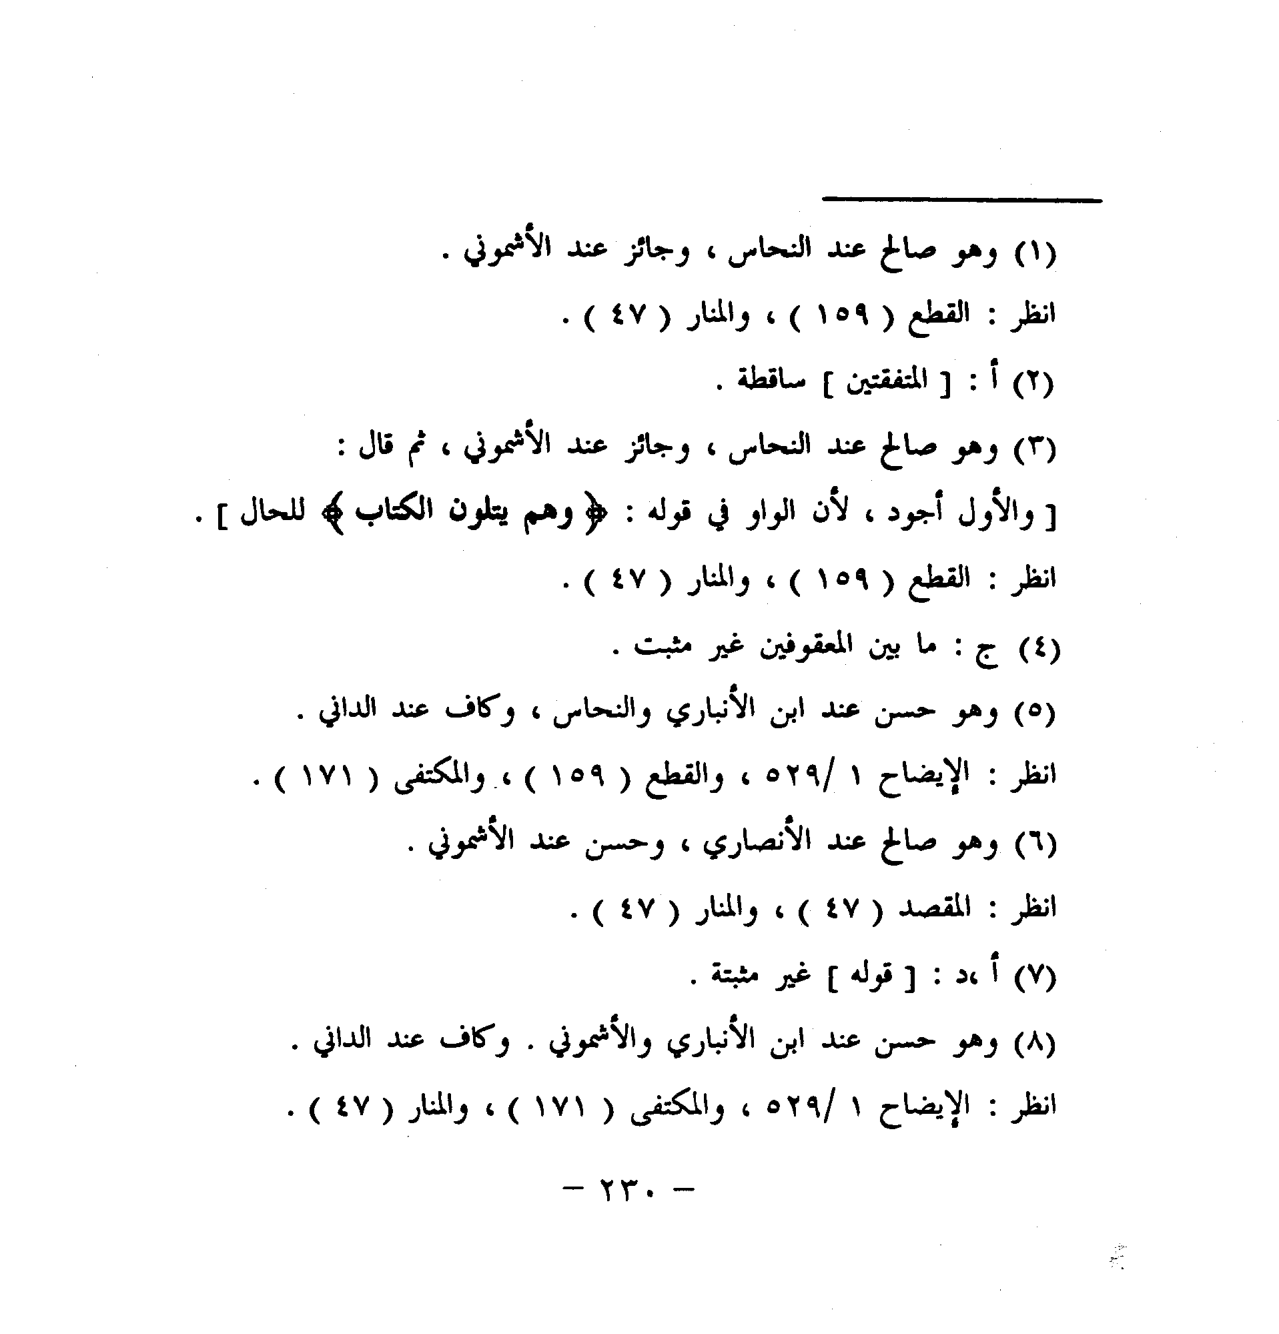 (١) وهو صالح عند النحاس ، وجائز عند الأشموني .
انظر : القطع ( ١٥٩ ) ، والمنار ( ٤٧ ) .
(٢) أ : [ المتفقتين ] ساقطة .
(٣) وهو صالح عند النحاس ، وجائز عند الأشموني ، ثم قال :
[ والأول أجود ، لأن الواو في قوله : ﴿ وهم يتلون الكتاب ﴾ للحال ] .
انظر : القطع ( ١٥٩ ) ، والمنار ( ٤٧ ) .
(٤) ج : ما بين المعقوفين غير مثبت .
(٥) وهو حسن عند ابن الأنباري والنحاس ، وكاف عند الداني .
انظر : الإيضاح ١ /٥٢٩ ، والقطع ( ١٥٩ ) ، والمكتفى ( ١٧١ ) .
(٦) وهو صالح عند الأنصاري ، وحسن عند الأشموني .
انظر : المقصد ( ٤٧ ) ، والمنار ( ٤٧ ) .
(٧) أ ،د : [ قوله ] غير مثبتة .
(٨) وهو حسن عند ابن الأنباري والأشموني . وكاف عند الداني .
انظر : الإيضاح ١ /٥٢٩ ، والمكتفى ( ١٧١ ) ، والمنار ( ٤٧ ) .
– ٢٣٠ –